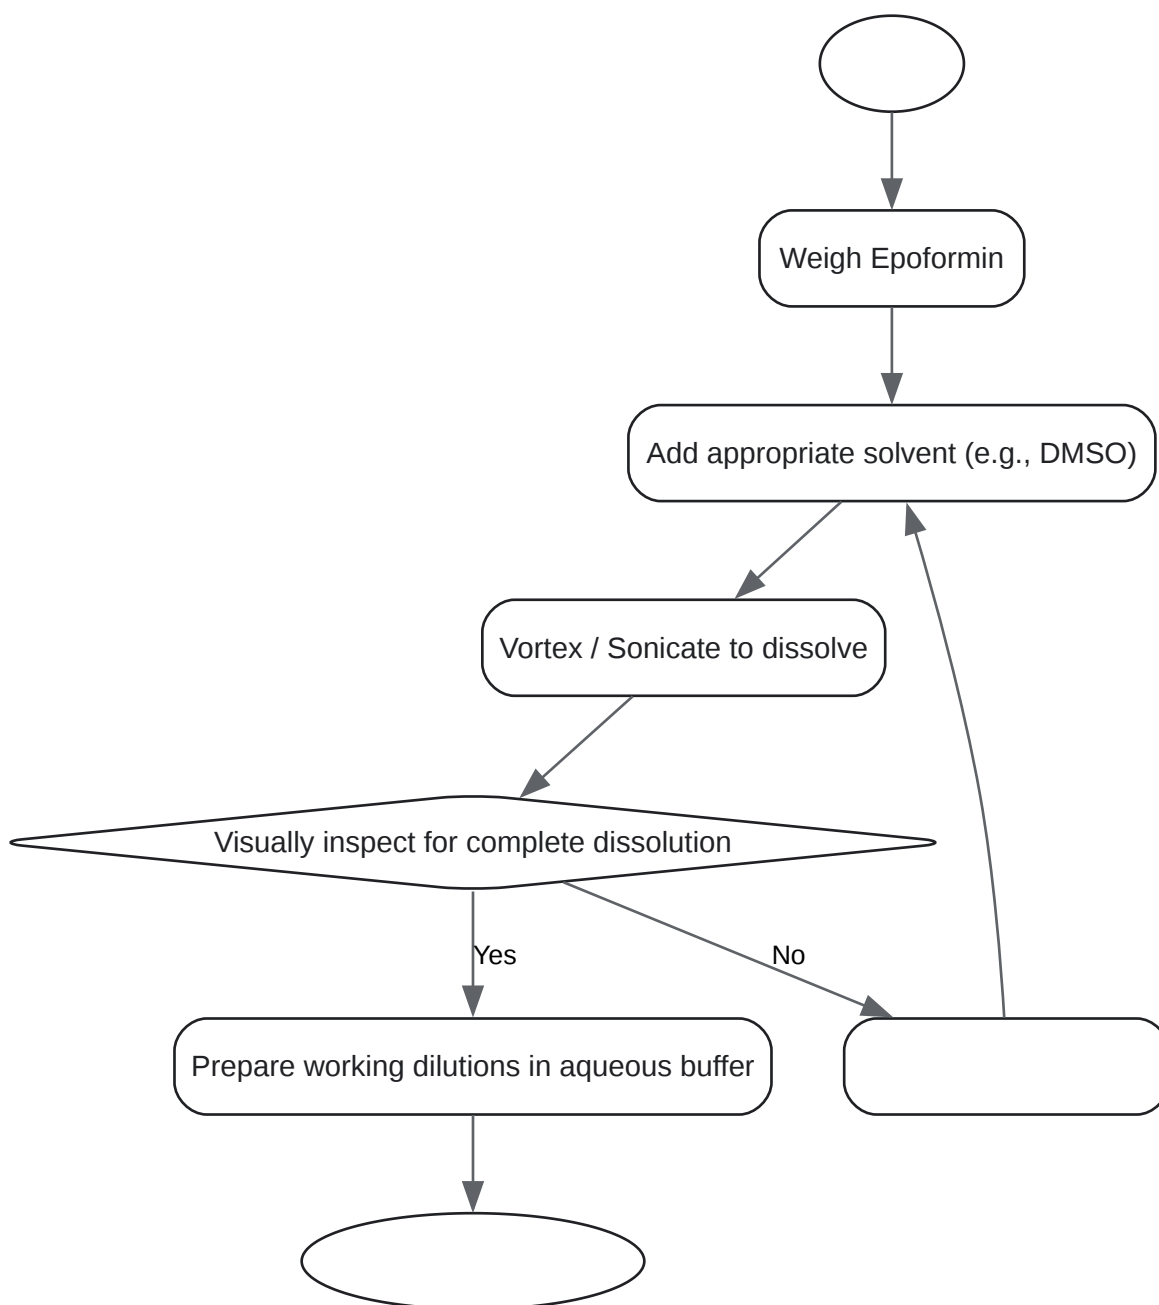 Weigh Epoformin
Add appropriate solvent (e.g., DMSO)
Vortex / Sonicate to dissolve
Visually inspect for complete dissolution
Yes
No
Prepare working dilutions in aqueous buffer